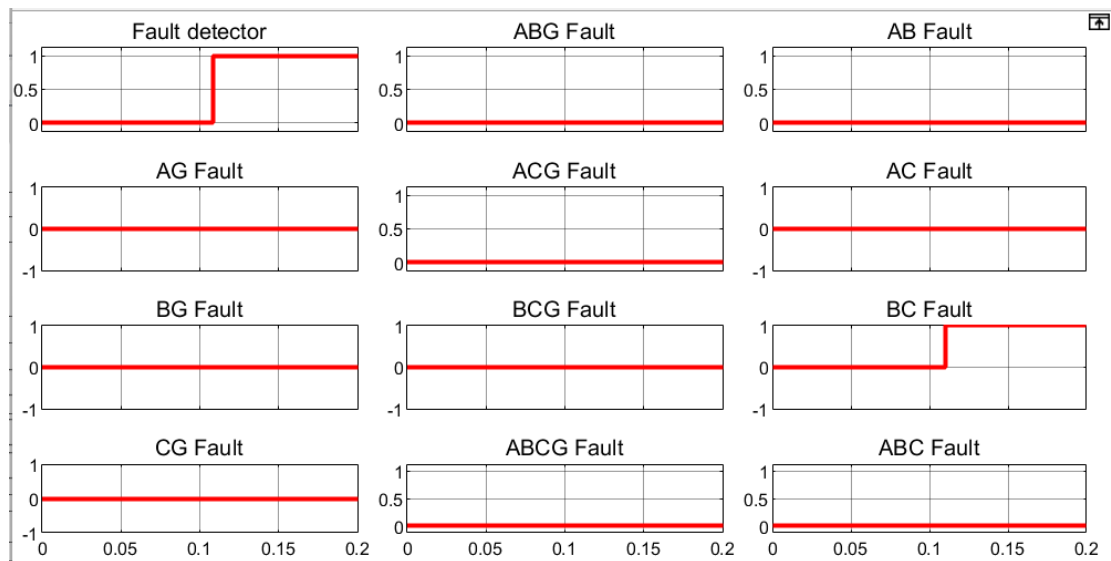 Fault detector
1
0.5
0
ABG Fault
1
0.5
0
AB Fault
1
0.5
0
AG Fault
1
0
-1
ACG Fault
1
0.5
0
AC Fault
1
0
-1
BG Fault
1
0
-1
BCG Fault
1
0
-1
BC Fault
1
0
-1
CG Fault
1
0
-1
0 0.05 0.1 0.15 0.2
ABCG Fault
1
0.5
0
0 0.05 0.1 0.15 0.2
ABC Fault
1
0.5
0
0 0.05 0.1 0.15 0.2